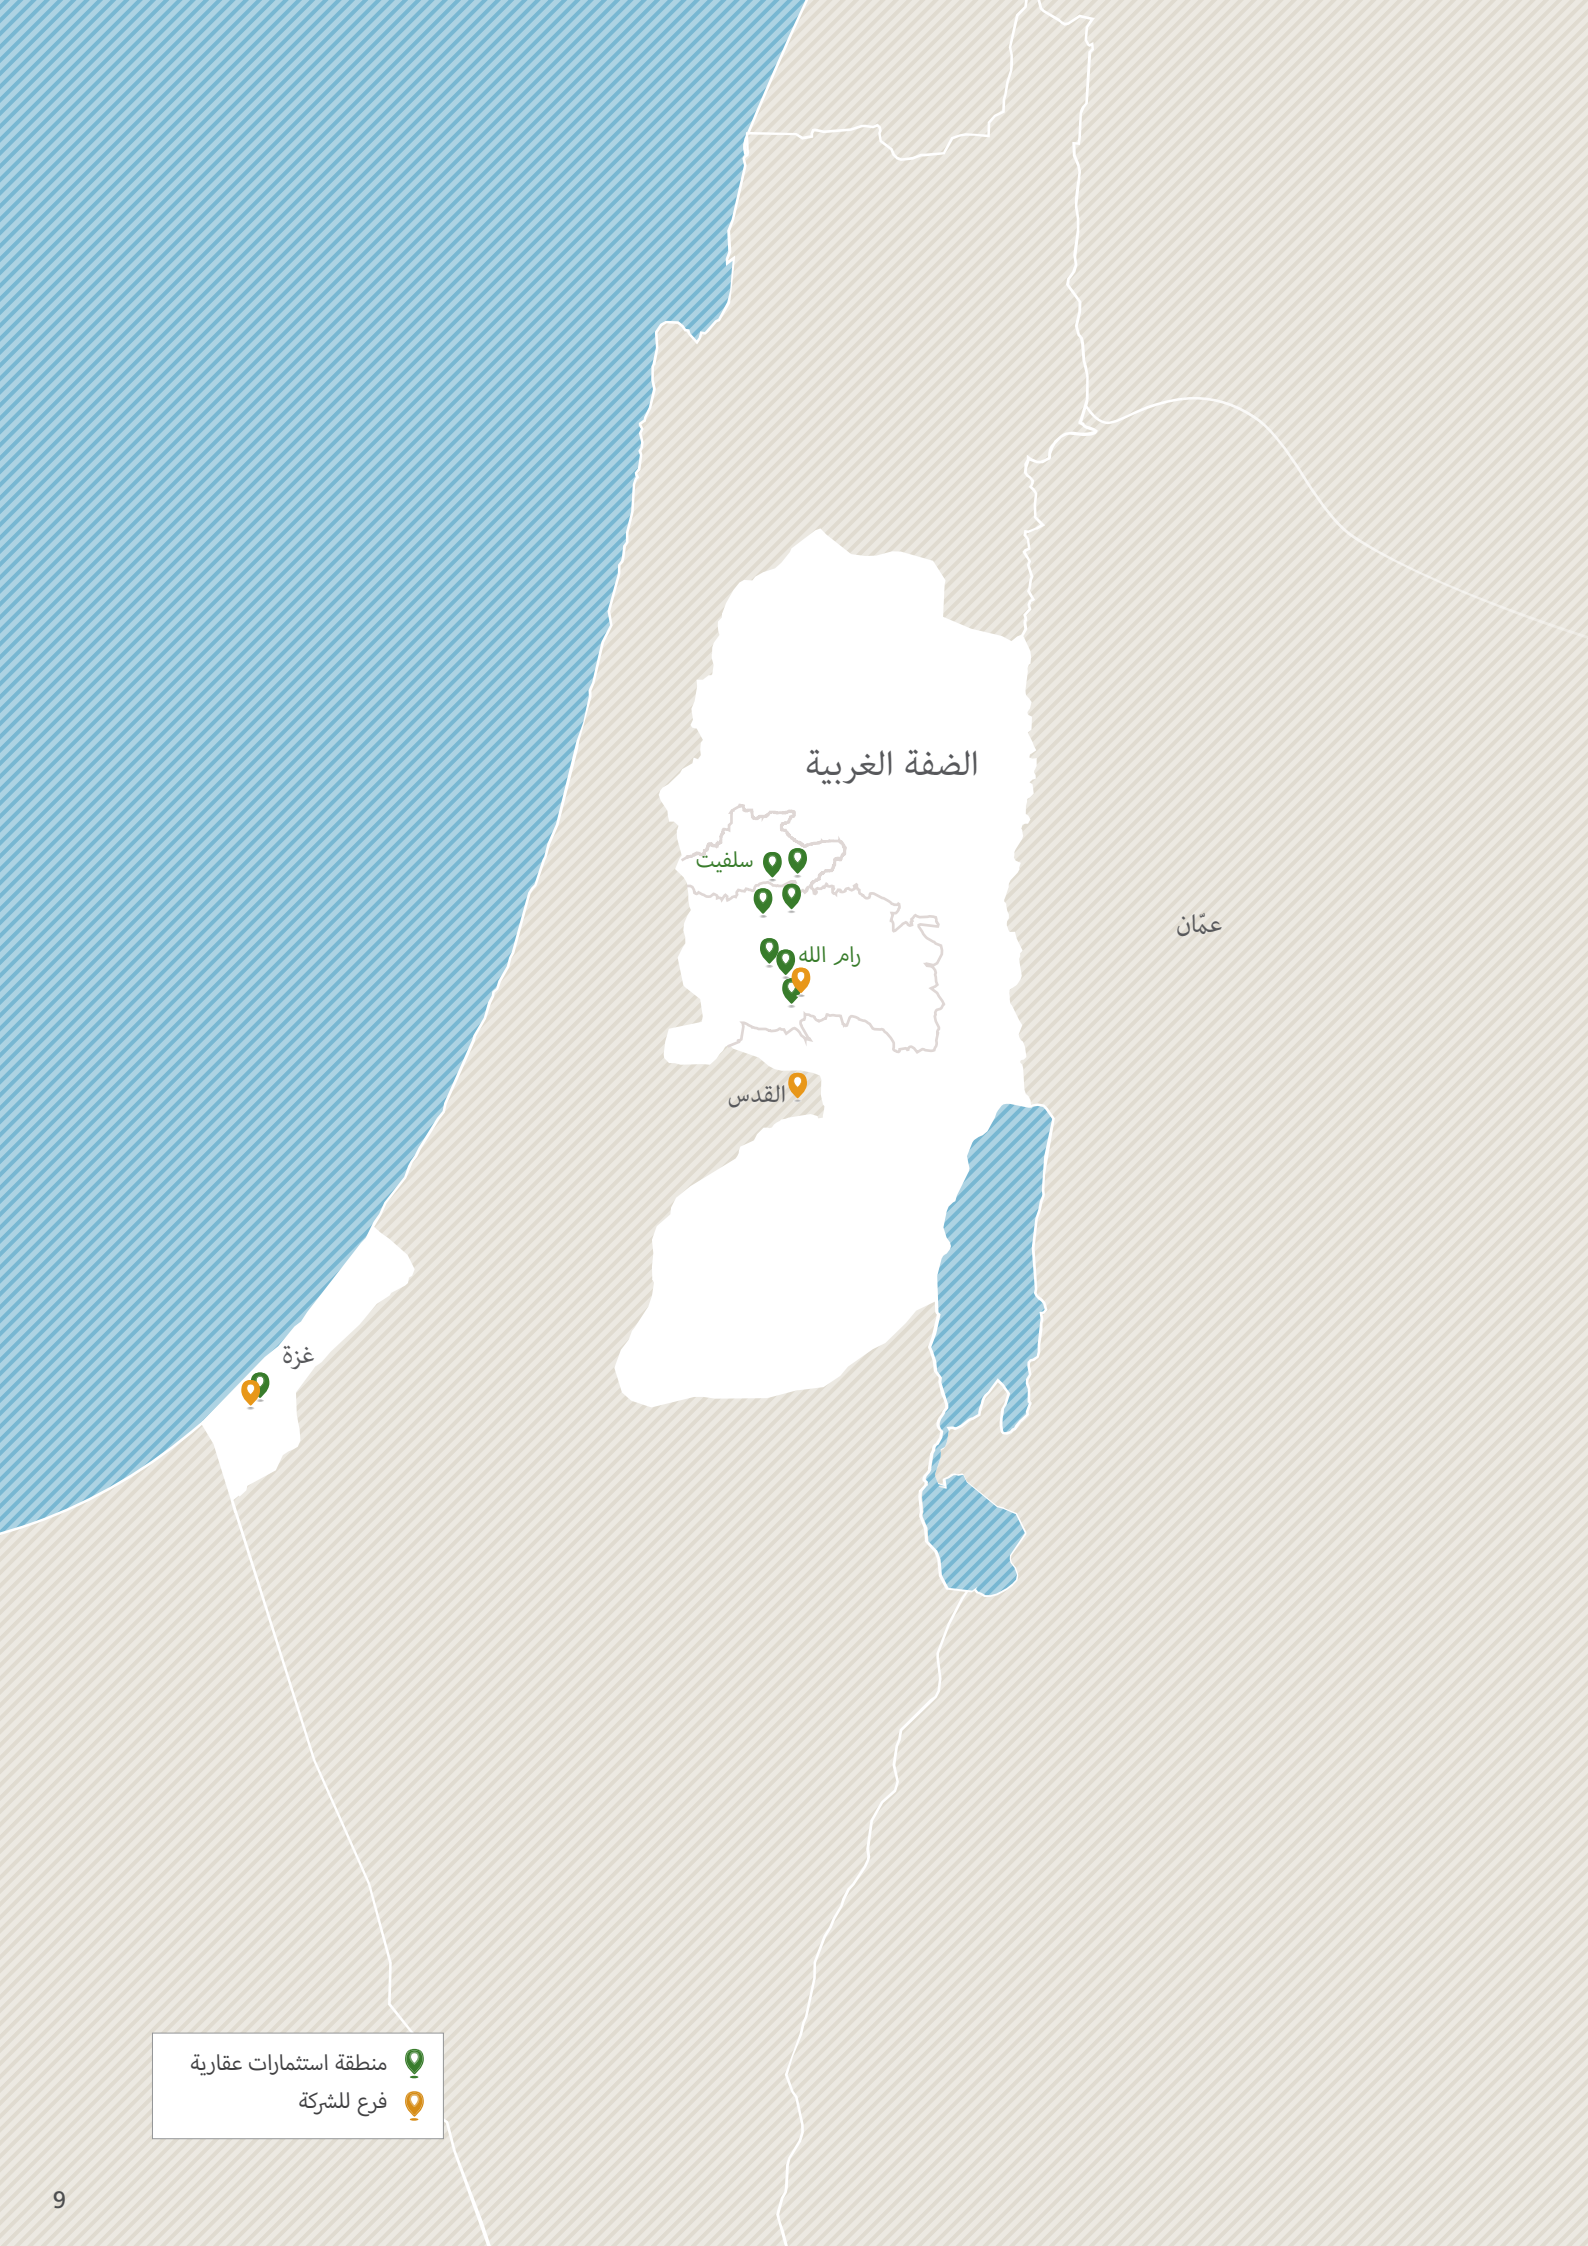 الضفة الغربية
سلفيت
عمّان
رام الله
القدس
غزة
منطقة استثمارات عقارية
فرع للشركة
9